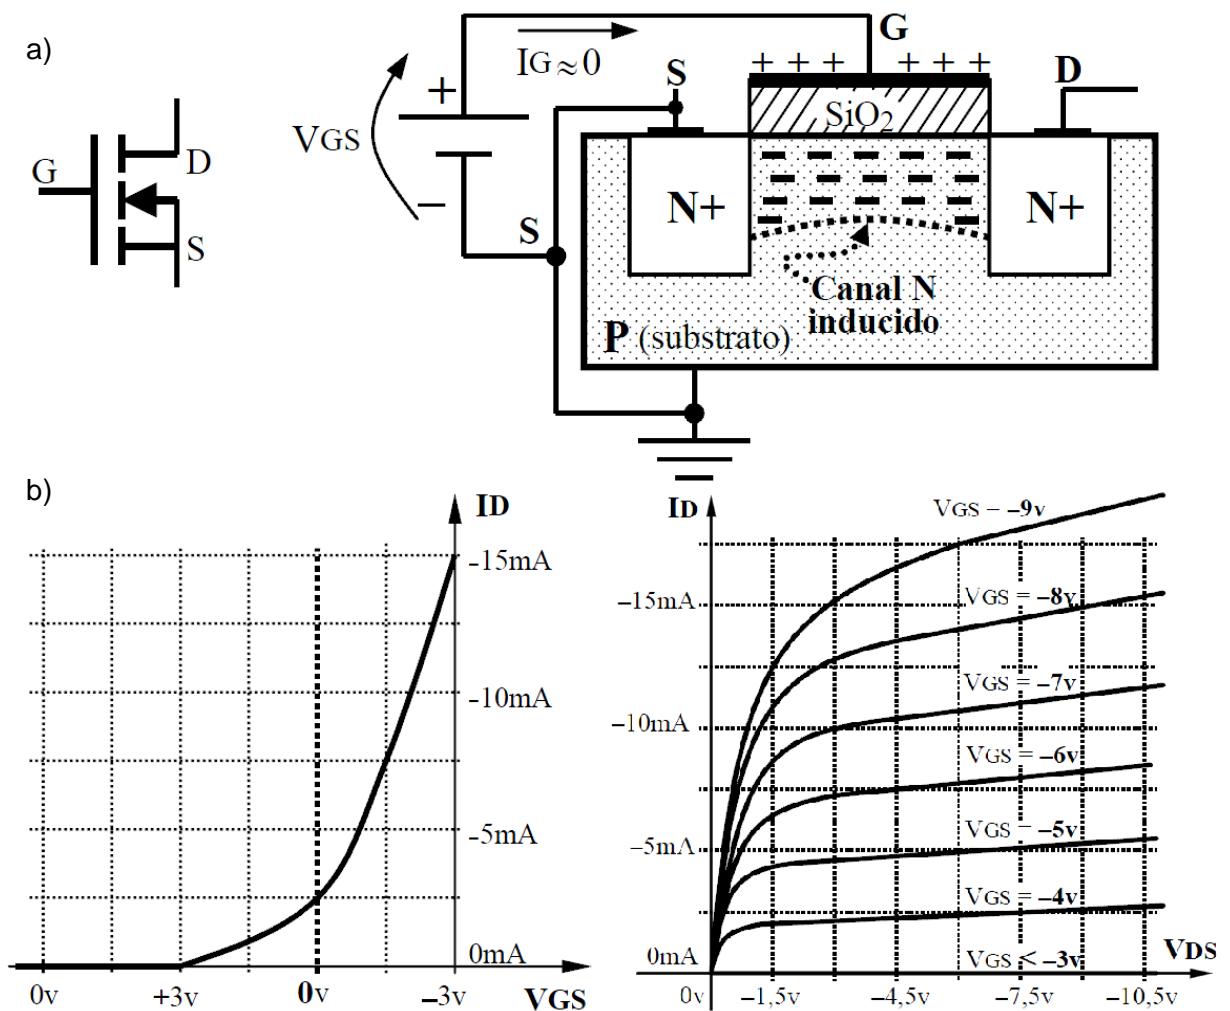 a)
G
D
S
VGS
+
−
IG≈0
S
S
G
+ + +
+ + +
D
SiO2
N+
N+
Canal N
inducido
P (substrato)
b)
ID
-15mA
-10mA
-5mA
0mA
0v
+3v
0v
−3v
VGS
ID
−15mA
−10mA
−5mA
0mA
VGS = −9v
VGS = −8v
VGS = −7v
VGS = −6v
VGS = −5v
VGS = −4v
VGS < −3v
VDS
0v
−1,5v
−4,5v
−7,5v
−10,5v